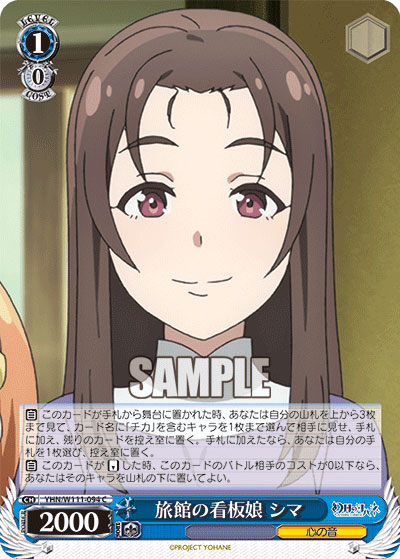 LEVEL
1
0
COST
SAMPLE
このカードが手札から舞台に置かれた時、あなたは自分の山札を上から3枚
まで見て、カード名に「チカ」を含むキャラを1枚まで選んで相手に見せ、手札
に加え、残りのカードを控え室に置く。手札に加えたなら、あなたは自分の手札
を1枚選び、控え室に置く。
このカードが した時、このカードのバトル相手のコストが0以下なら、
あなたはそのキャラを山札の下に置いてよい。
CH YHN/W111-094 C
2000
旅館の看板娘 シマ
心の音
©PROJECT YOHANE